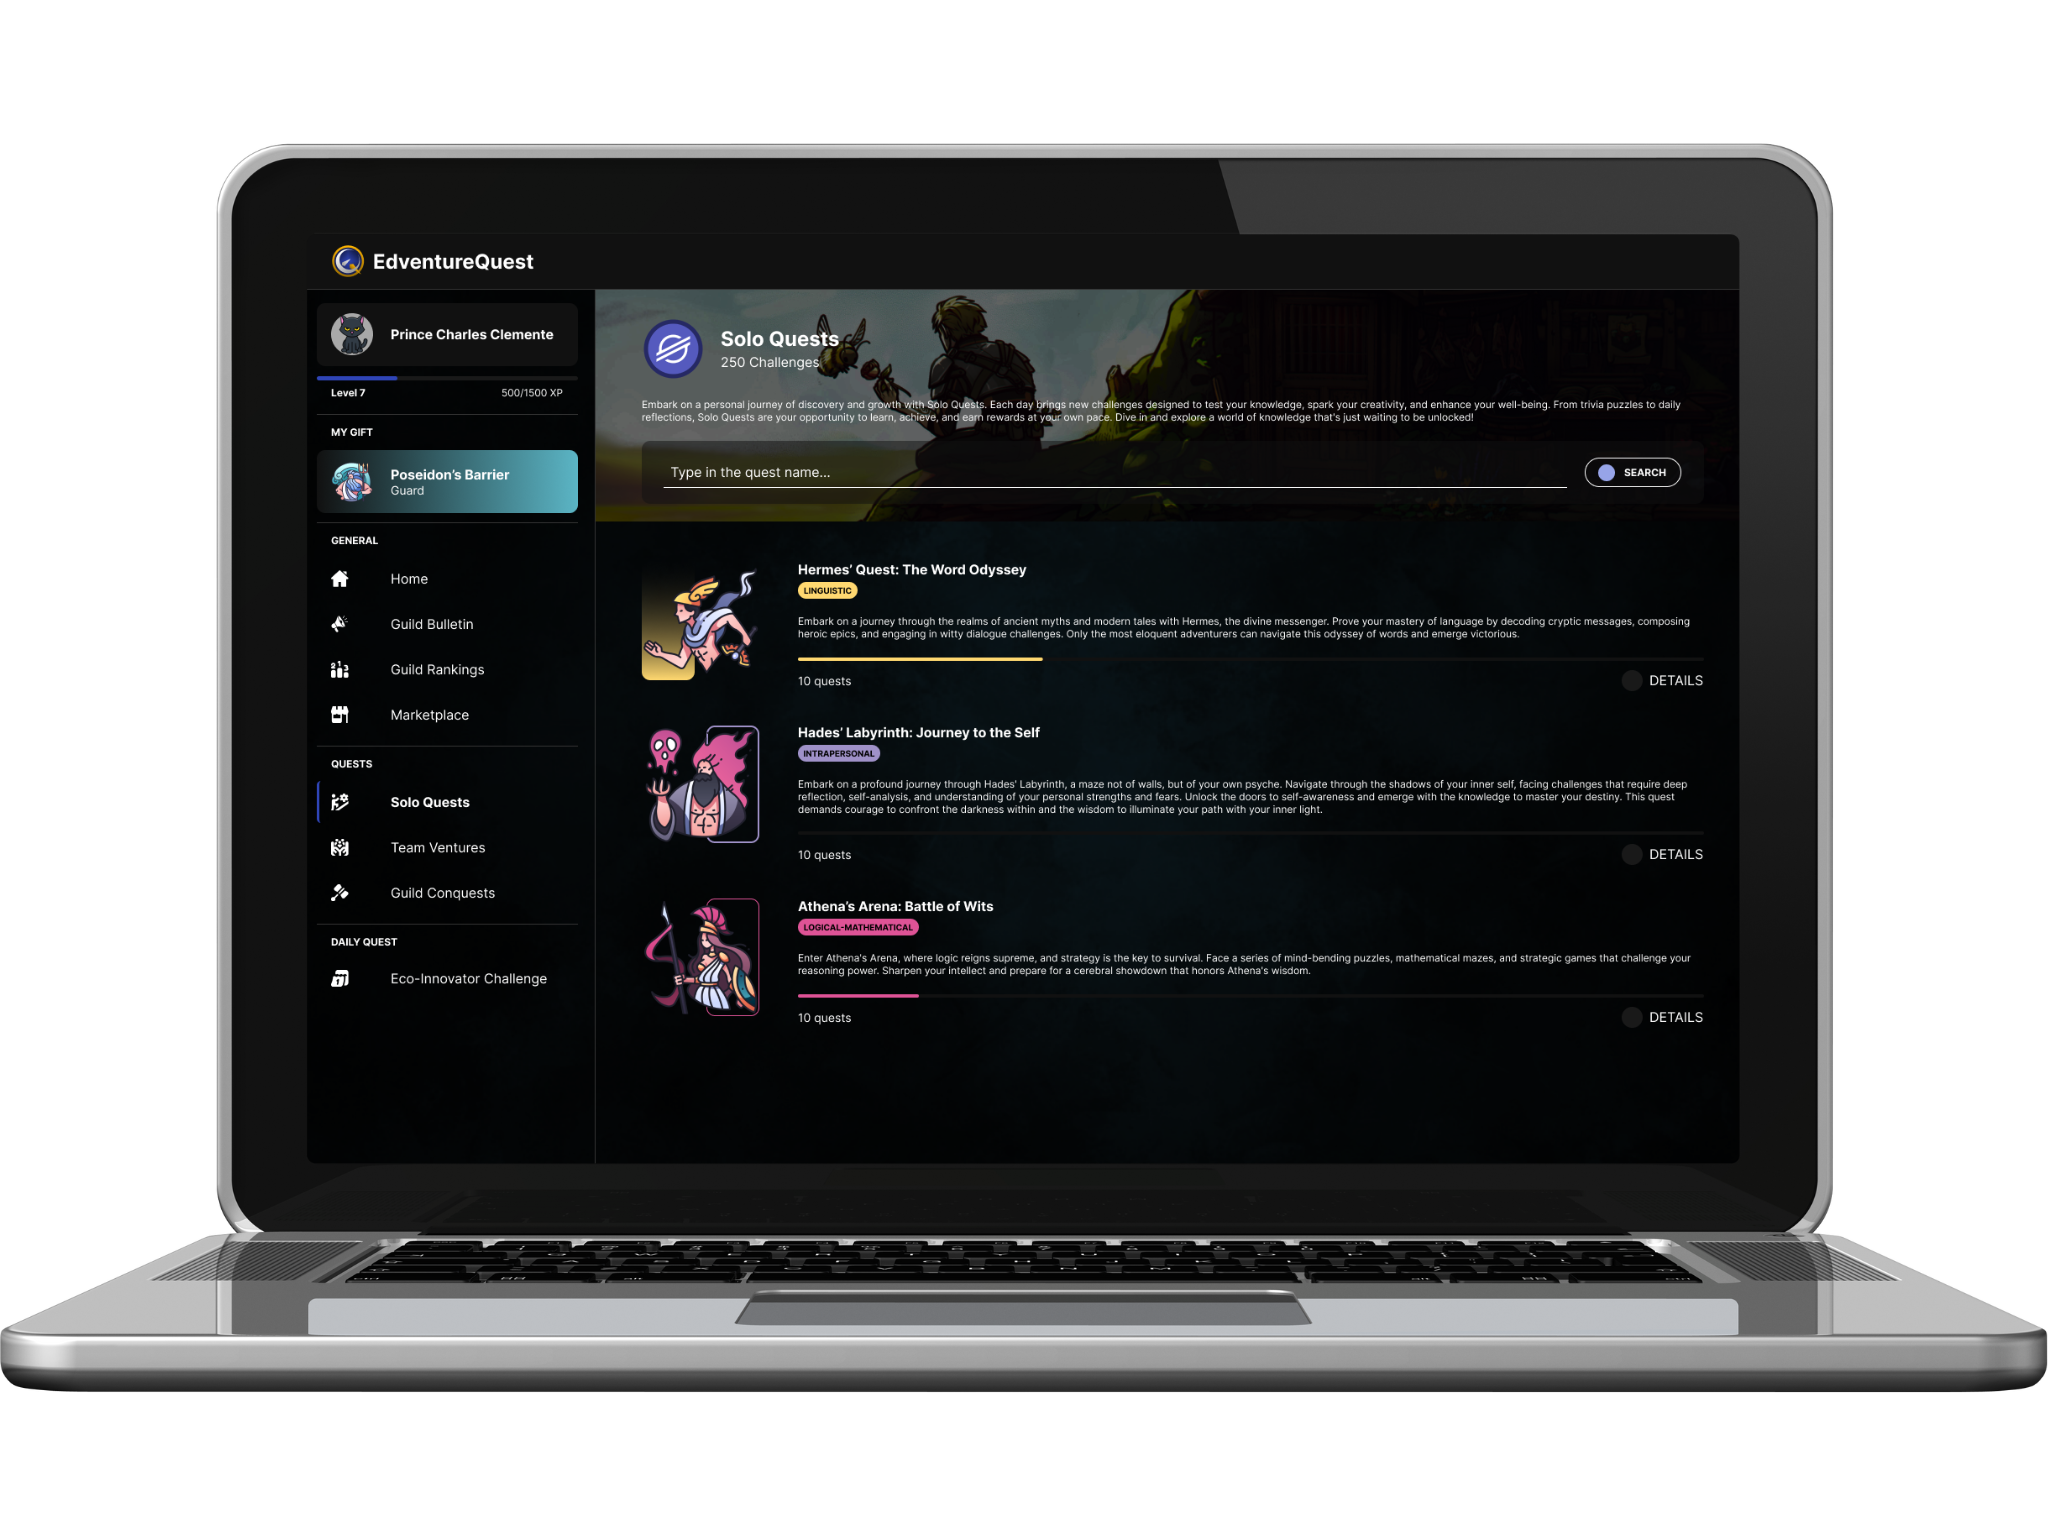 EdventureQuest
Prince Charles Clemente
Level 7
500/1500 XP
MY GIFT
Poseidon's Barrier
Guard
GENERAL
Home
Guild Bulletin
Guild Rankings
Marketplace
QUESTS
Solo Quests
Team Ventures
Guild Conquests
DAILY QUEST
Eco-Innovator Challenge
Solo Quests
250 Challenges
Embark on a personal journey of discovery and growth with Solo Quests. Each day brings new challenges designed to test your knowledge, spark your creativity, and enhance your well-being. From trivia puzzles to daily
reflections, Solo Quests are your opportunity to learn, achieve, and earn rewards at your own pace. Dive in and explore a world of knowledge that's just waiting to be unlocked!
Type in the quest name...
SEARCH
Hermes' Quest: The Word Odyssey
LINGUISTIC
Embark on a journey through the realms of ancient myths and modern tales with Hermes, the divine messenger. Prove your mastery of language by decoding cryptic messages, composing
heroic epics, and engaging in witty dialogue challenges. Only the most eloquent adventurers can navigate this odyssey of words and emerge victorious.
10 quests
DETAILS
Hades' Labyrinth: Journey to the Self
INTRAPERSONAL
Embark on a profound journey through Hades' Labyrinth, a maze not of walls, but of your own psyche. Navigate through the shadows of your inner self, facing challenges that require deep
reflection, self-analysis, and understanding of your personal strengths and fears. Unlock the doors to self-awareness and emerge with the knowledge to master your destiny. This quest
demands courage to confront the darkness within and the wisdom to illuminate your path with your inner light.
10 quests
DETAILS
Athena's Arena: Battle of Wits
LOGICAL-MATHEMATICAL
Enter Athena's Arena, where logic reigns supreme, and strategy is the key to survival. Face a series of mind-bending puzzles, mathematical mazes, and strategic games that challenge your
reasoning power. Sharpen your intellect and prepare for a cerebral showdown that honors Athena's wisdom.
10 quests
DETAILS